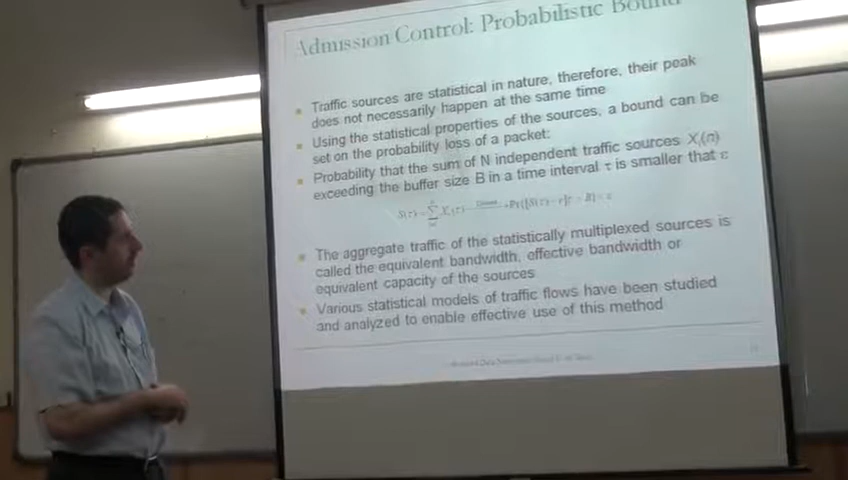 Admission Control: Probabilistic Bound
Traffic sources are statistical in nature, therefore, their peak
does not necessarily happen at the same time
Using the statistical properties of the sources, a bound can be
set on the probability loss of a packet:
Probability that the sum of N independent traffic sources Xᵢ(n)
exceeding the buffer size B in a time interval τ is smaller that ε
The aggregate traffic of the statistically multiplexed sources is
called the equivalent bandwidth, effective bandwidth or
equivalent capacity of the sources
Various statistical models of traffic flows have been studied
and analyzed to enable effective use of this method